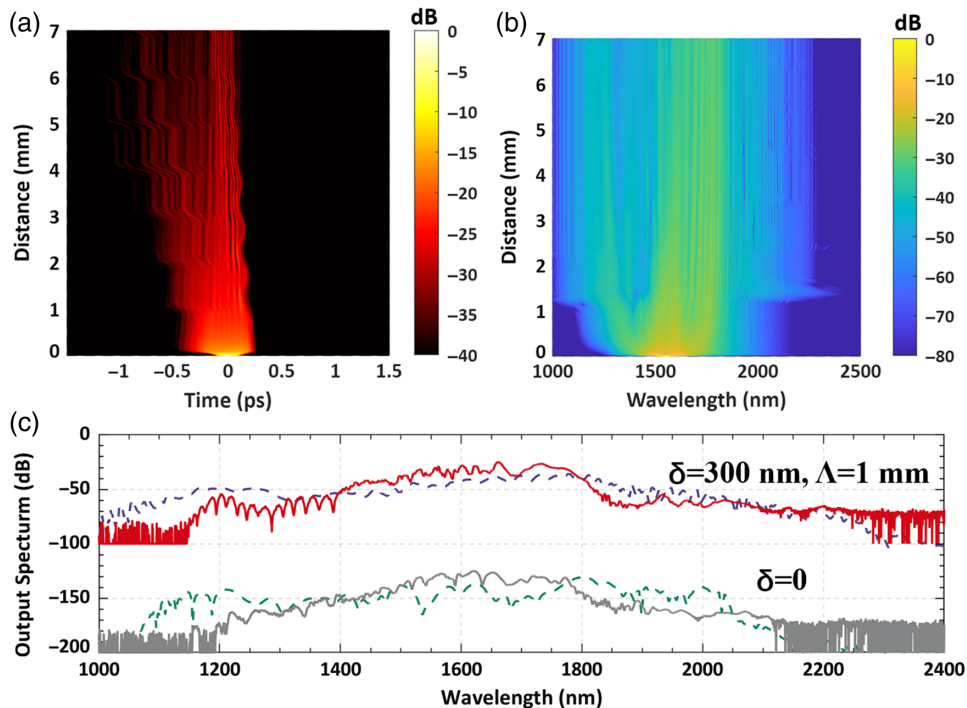 (a)
dB
7
6
5
4
3
2
1
0
Distance (mm)
−1 −0.5 0 0.5 1 1.5
Time (ps)
0
−5
−10
−15
−20
−25
−30
−35
−40
(b)
dB
7
6
5
4
3
2
1
0
Distance (mm)
1000 1500 2000 2500
Wavelength (nm)
0
−10
−20
−30
−40
−50
−60
−70
−80
(c)
0
−50
−100
−150
−200
Output Specturm (dB)
δ=300 nm, Λ=1 mm
δ=0
1000 1200 1400 1600 1800 2000 2200 2400
Wavelength (nm)